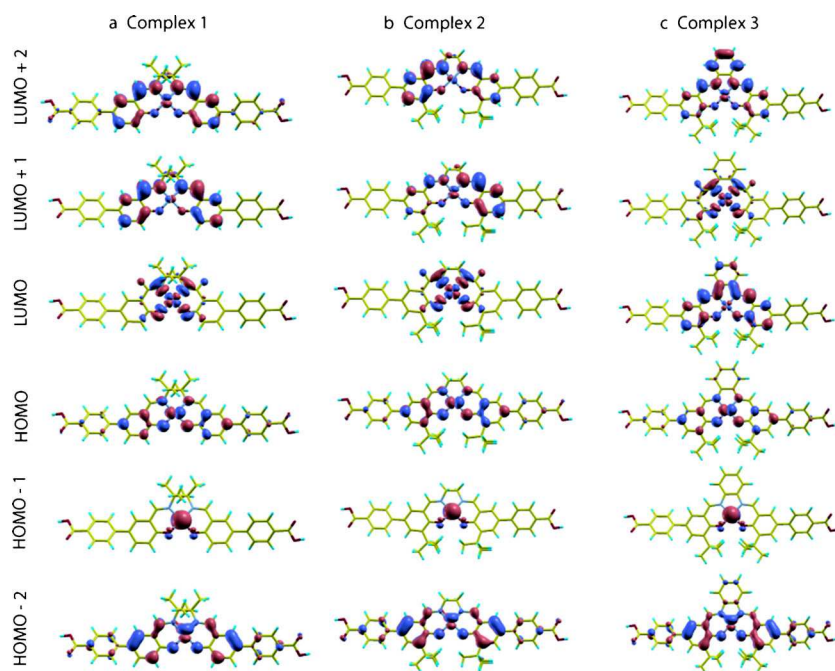 a Complex 1
b Complex 2
c Complex 3
LUMO + 2
LUMO + 1
LUMO
HOMO
HOMO - 1
HOMO - 2